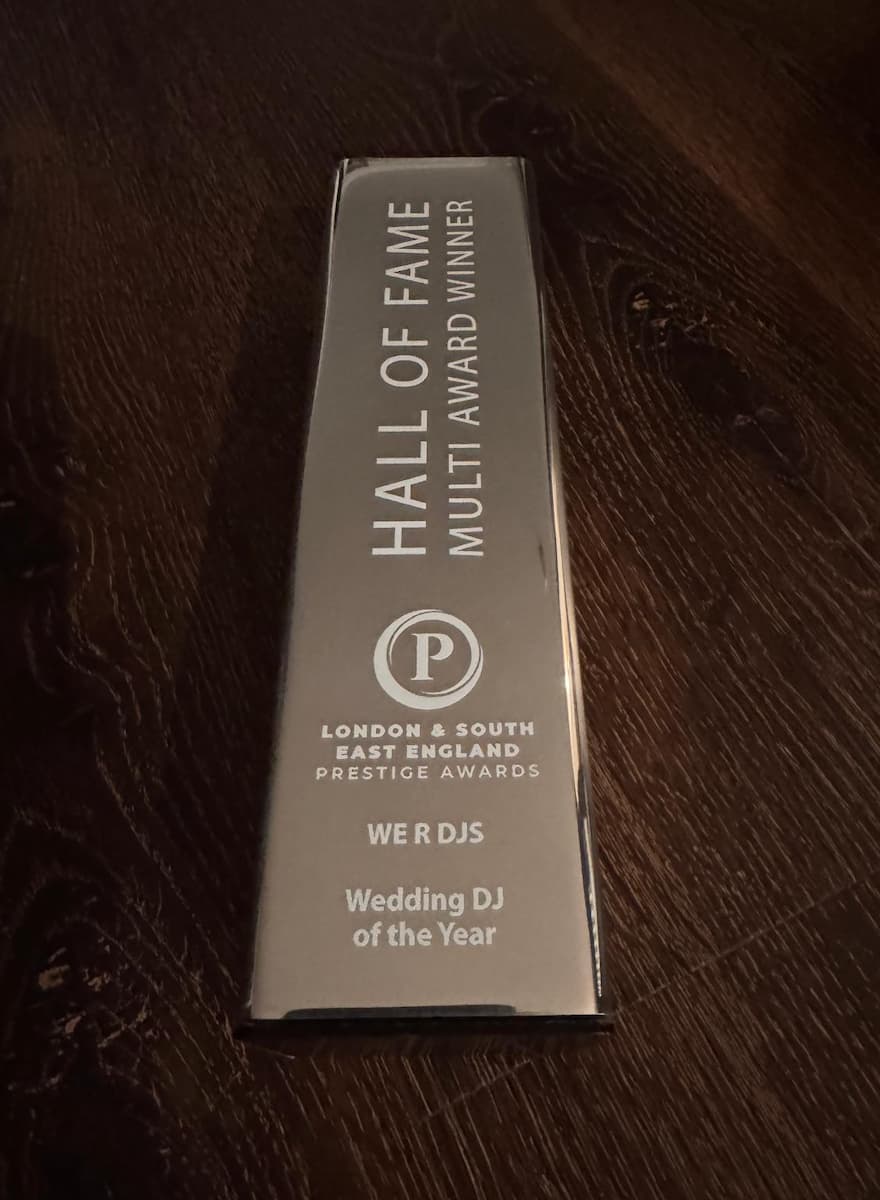 HALL OF FAME
MULTI AWARD WINNER
P
LONDON & SOUTH
EAST ENGLAND
PRESTIGE AWARDS
WE R DJS
Wedding DJ
of the Year